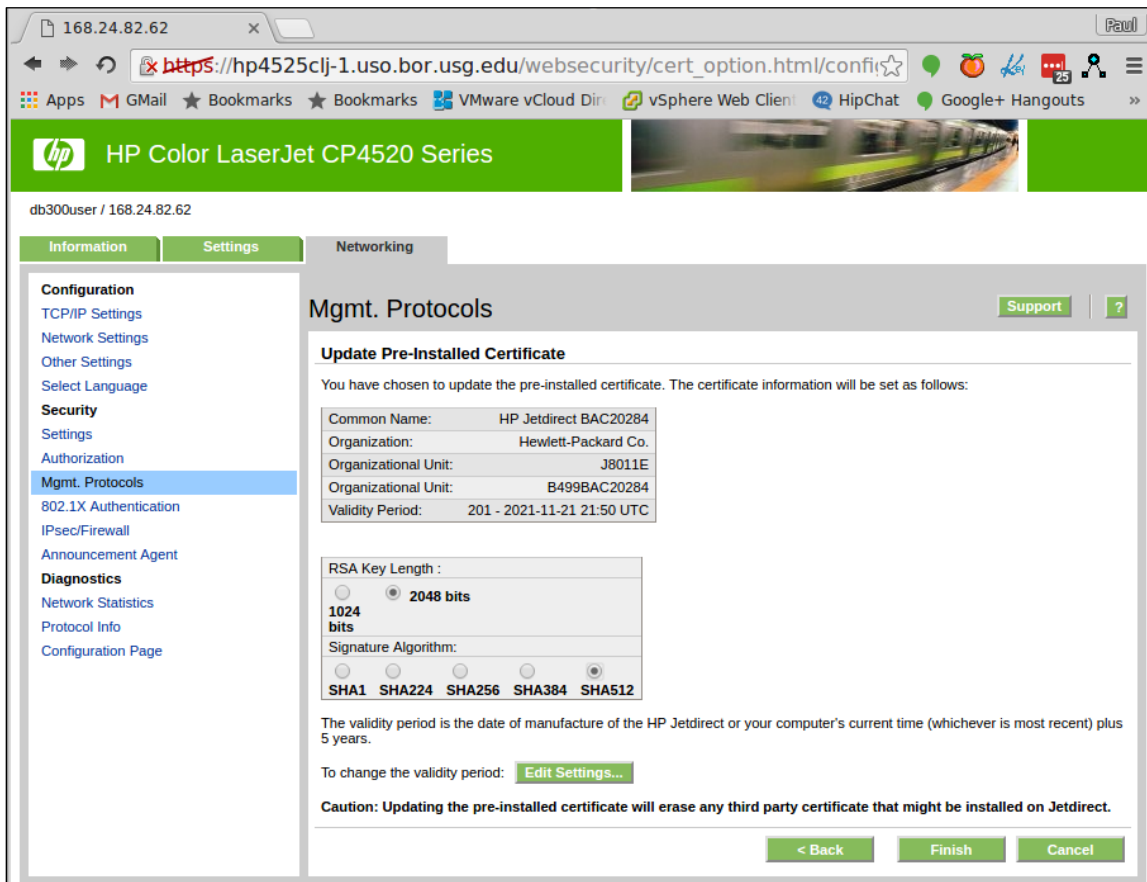 168.24.82.62
Paul
https://hp4525clj-1.uso.bor.usg.edu/websecurity/cert_option.html/config
25
Apps GMail Bookmarks Bookmarks VMware vCloud Dir vSphere Web Client 42 HipChat Google+ Hangouts »
hp HP Color LaserJet CP4520 Series
db300user / 168.24.82.62
Information Settings Networking
Configuration
TCP/IP Settings
Network Settings
Other Settings
Select Language
Security
Settings
Authorization
Mgmt. Protocols
802.1X Authentication
IPsec/Firewall
Announcement Agent
Diagnostics
Network Statistics
Protocol Info
Configuration Page
Mgmt. Protocols
Support ?
Update Pre-Installed Certificate
You have chosen to update the pre-installed certificate. The certificate information will be set as follows:
Common Name: HP Jetdirect BAC20284
Organization: Hewlett-Packard Co.
Organizational Unit: J8011E
Organizational Unit: B499BAC20284
Validity Period: 201 - 2021-11-21 21:50 UTC
RSA Key Length :
1024 bits
2048 bits
Signature Algorithm:
SHA1 SHA224 SHA256 SHA384 SHA512
The validity period is the date of manufacture of the HP Jetdirect or your computer's current time (whichever is most recent) plus
5 years.
To change the validity period: Edit Settings...
Caution: Updating the pre-installed certificate will erase any third party certificate that might be installed on Jetdirect.
< Back Finish Cancel